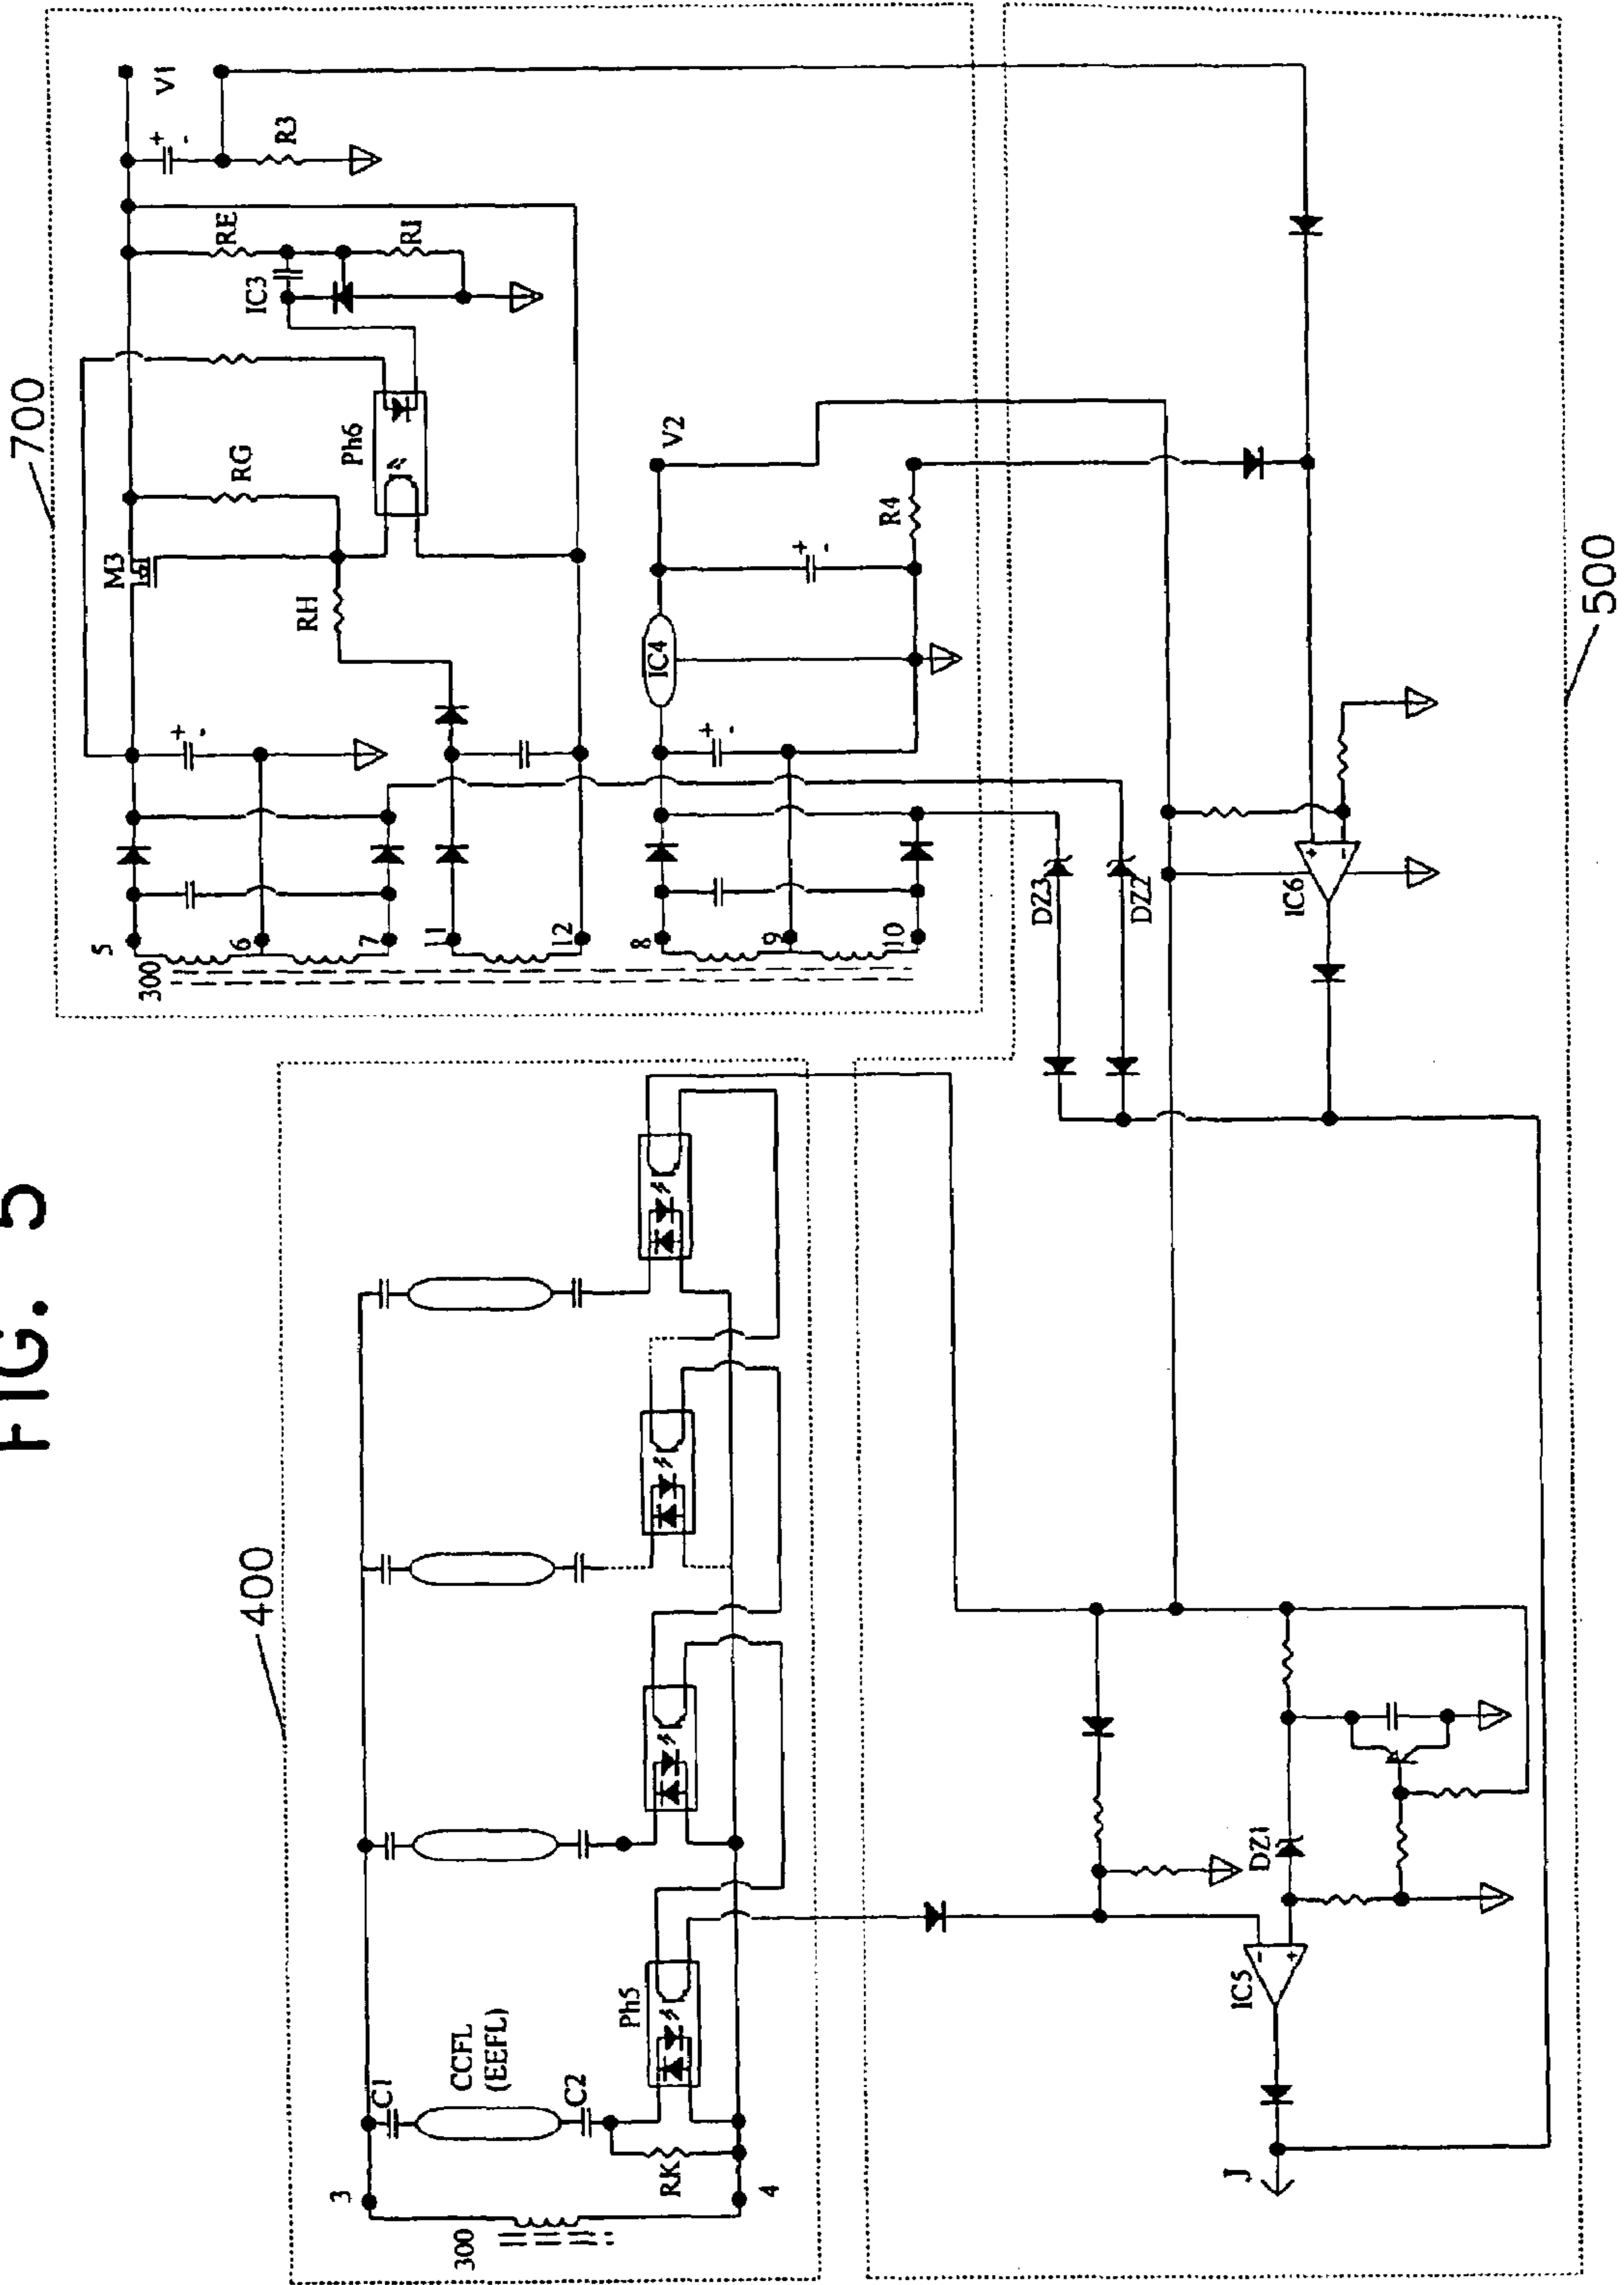 FIG. 5
400
3
300
C1
CCFL
(EEFL)
C2
RK
4
Ph5
700
5
300
6
7
11
12
8
9
10
M3
RG
RH
Ph6
IC3
RE
RI
+
-
V1
R3
+
-
IC4
V2
+
-
+
-
R4
500
DZ3
DZ2
IC6
+
-
DZ1
IC5
-
+
J